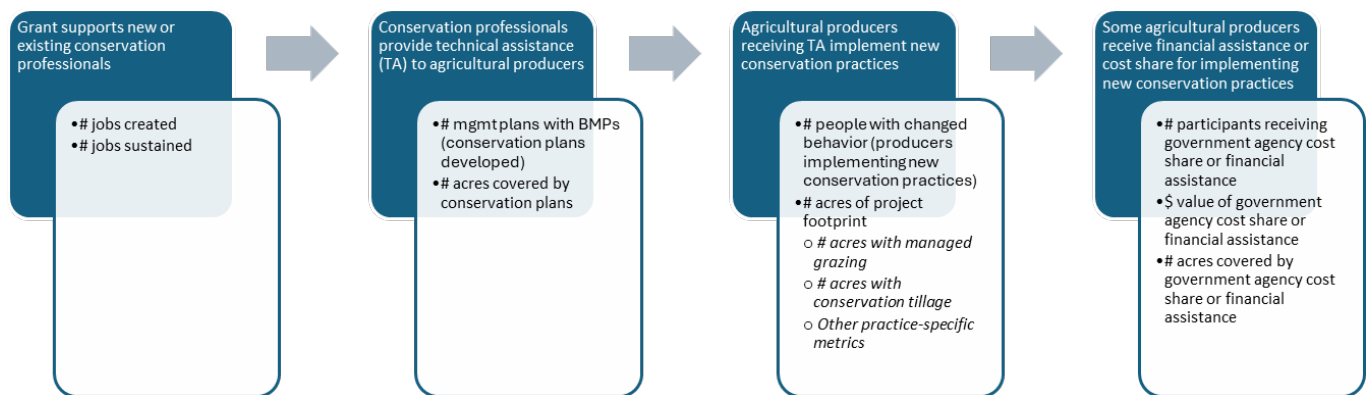 Grant supports new or
existing conservation
professionals
•# jobs created
•# jobs sustained
Conservation professionals
provide technical assistance
(TA) to agricultural producers
•# mgmt plans with BMPs
(conservation plans
developed)
•# acres covered by
conservation plans
Agricultural producers
receiving TA implement new
conservation practices
•# people with changed
behavior (producers
implementing new
conservation practices)
•# acres of project
footprint
o # acres with managed
grazing
o # acres with
conservation tillage
o Other practice-specific
metrics
Some agricultural producers
receive financial assistance or
cost share for implementing
new conservation practices
•# participants receiving
government agency cost
share or financial
assistance
•$ value of government
agency cost share or
financial assistance
•# acres covered by
government agency cost
share or financial
assistance